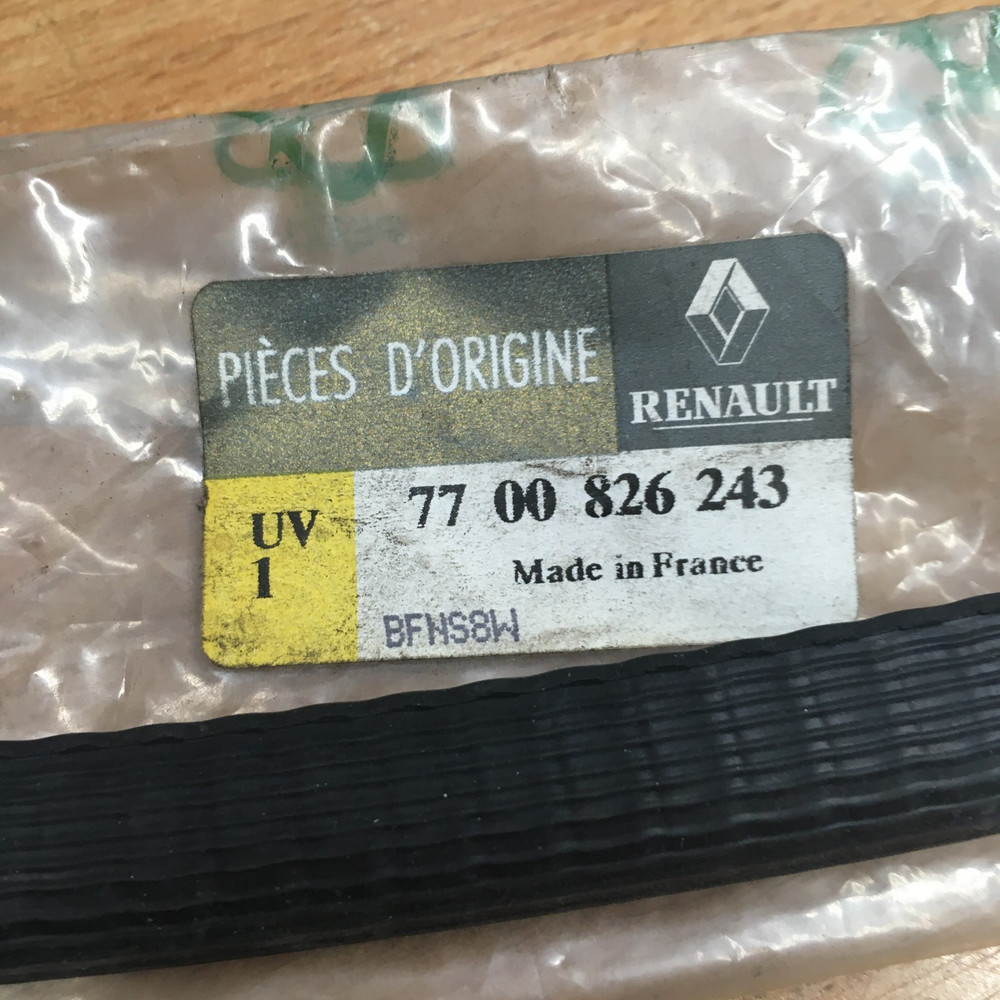 PIÈCES D'ORIGINE
RENAULT
UV
1
77 00 826 243
Made in France
BFNS8W